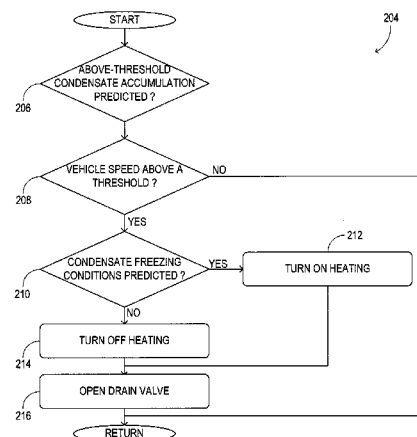 START
204
ABOVE-THRESHOLD
CONDENSATE ACCUMULATION
PREDICTED ?
206
VEHICLE SPEED ABOVE A
THRESHOLD ?
NO
208
YES
CONDENSATE FREEZING
CONDITIONS PREDICTED ?
YES
212
TURN ON HEATING
210
NO
TURN OFF HEATING
214
OPEN DRAIN VALVE
216
RETURN